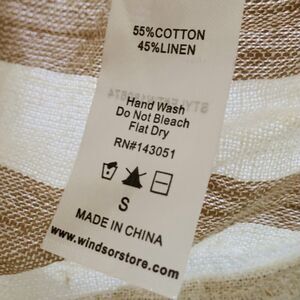 55%COTTON
45%LINEN
Hand Wash
Do Not Bleach
Flat Dry
RN#143051
S
MADE IN CHINA
www.windsorstore.com